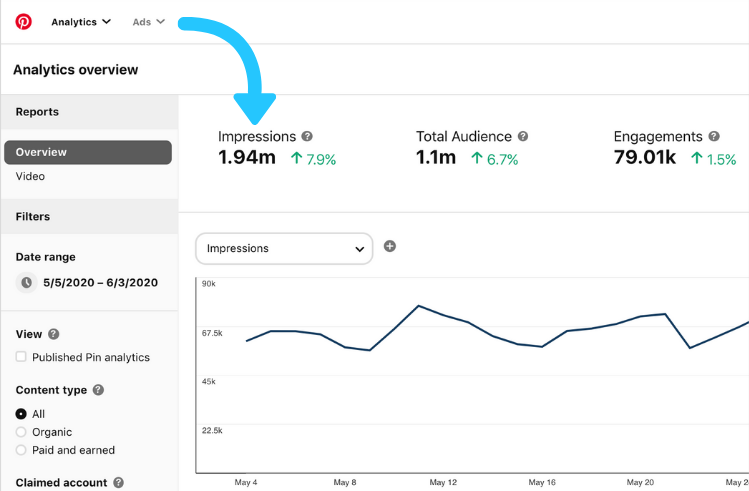 Analytics Ads
Analytics overview
Reports
Overview
Video
Filters
Date range
5/5/2020 – 6/3/2020
View ?
Published Pin analytics
Content type ?
All
Organic
Paid and earned
Claimed account ?
Impressions ? Total Audience ? Engagements ?
1.94m ↑ 7.9% 1.1m ↑ 6.7% 79.01k ↑ 1.5%
Impressions
90k
67.5k
45k
22.5k
May 4 May 8 May 12 May 16 May 20 May 2